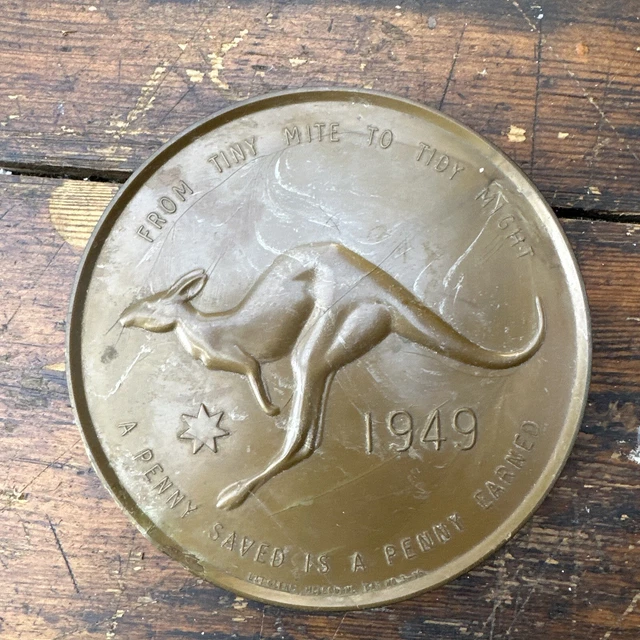 FROM TINY MITE TO TIDY MIGHT
1949
A PENNY SAVED IS A PENNY EARNED